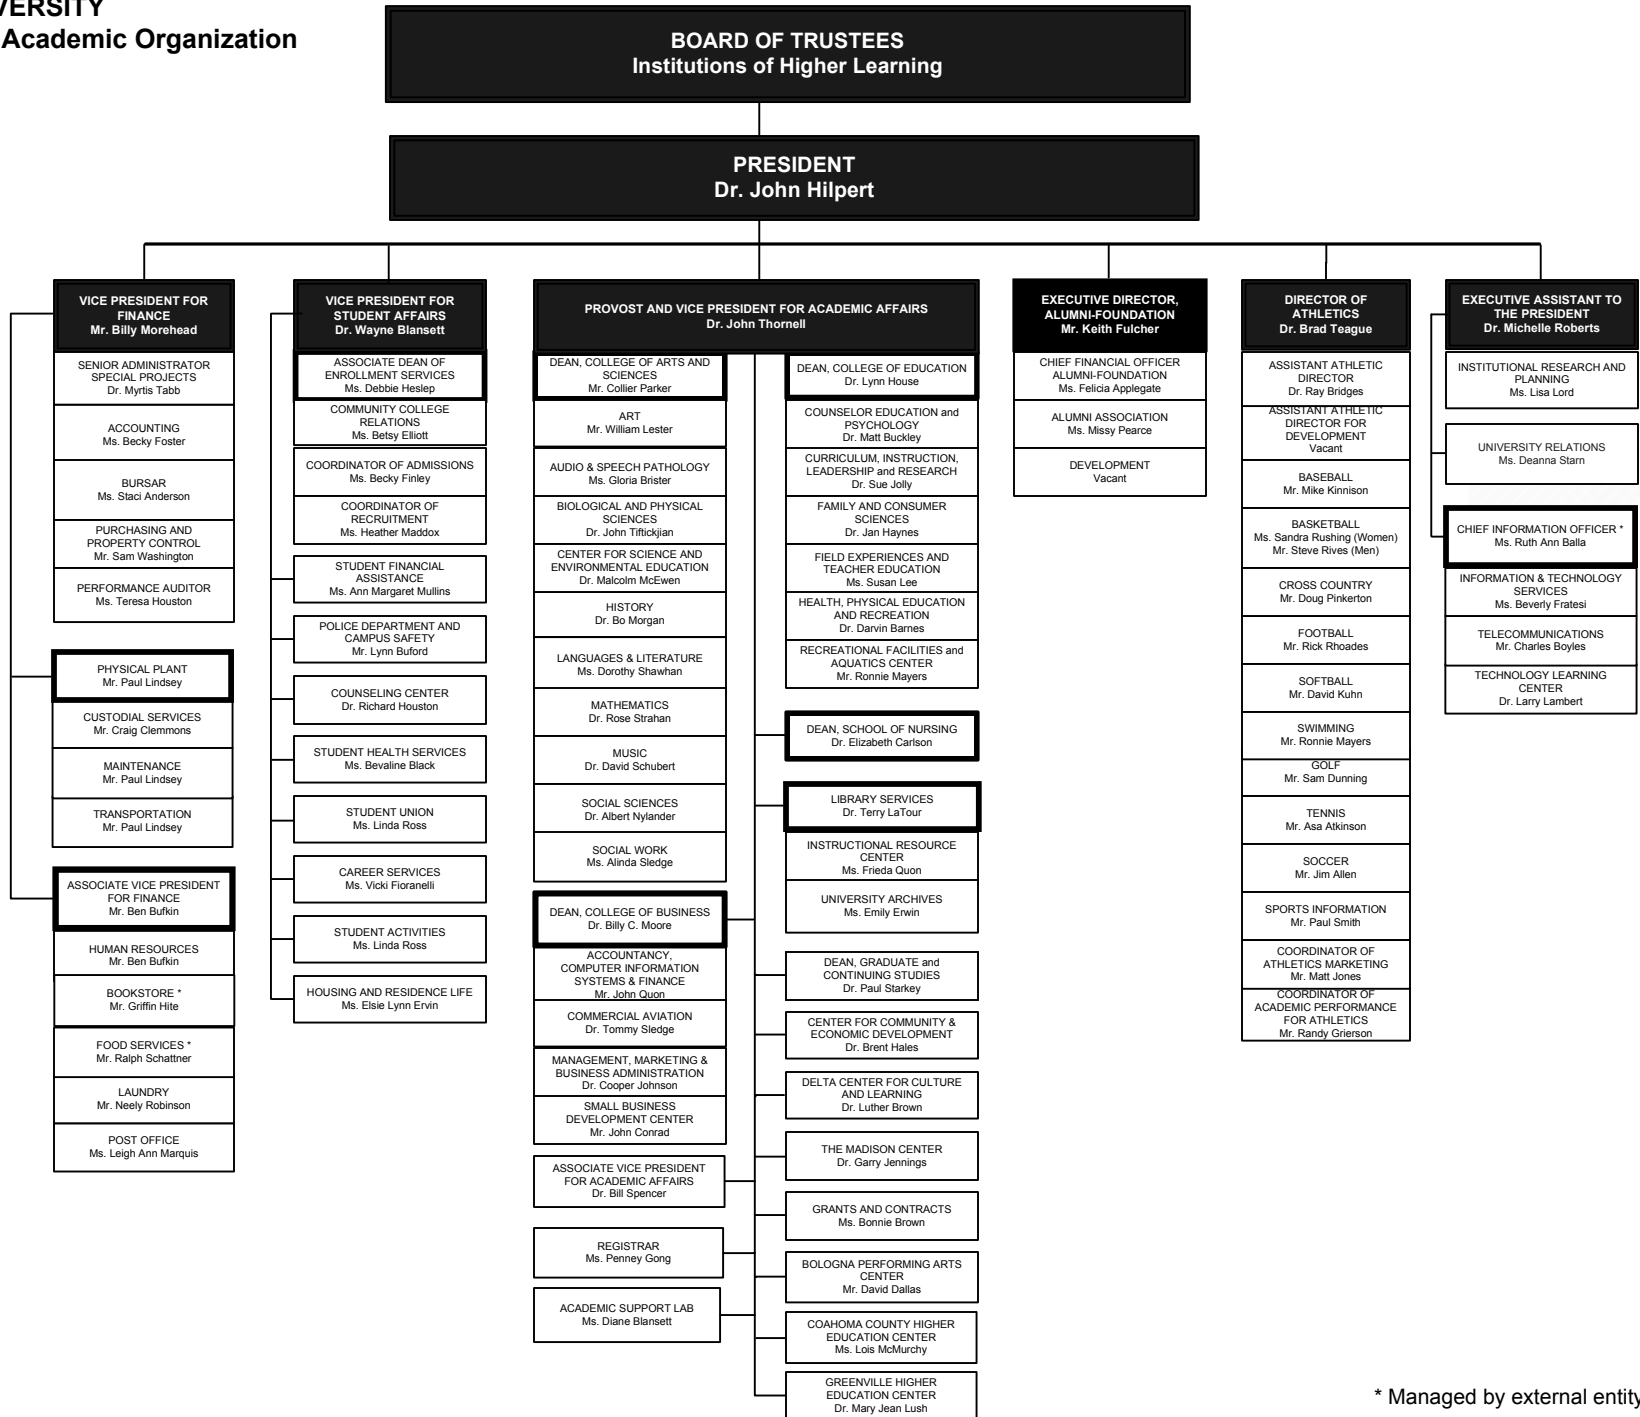 VERSITY
Academic Organization
BOARD OF TRUSTEES
Institutions of Higher Learning
PRESIDENT
Dr. John Hilpert
VICE PRESIDENT FOR
FINANCE
Mr. Billy Morehead
SENIOR ADMINISTRATOR
SPECIAL PROJECTS
Dr. Myrtis Tabb
ACCOUNTING
Ms. Becky Foster
BURSAR
Ms. Staci Anderson
PURCHASING AND
PROPERTY CONTROL
Mr. Sam Washington
PERFORMANCE AUDITOR
Ms. Teresa Houston
PHYSICAL PLANT
Mr. Paul Lindsey
CUSTODIAL SERVICES
Mr. Craig Clemmons
MAINTENANCE
Mr. Paul Lindsey
TRANSPORTATION
Mr. Paul Lindsey
ASSOCIATE VICE PRESIDENT
FOR FINANCE
Mr. Ben Bufkin
HUMAN RESOURCES
Mr. Ben Bufkin
BOOKSTORE *
Mr. Griffin Hite
FOOD SERVICES *
Mr. Ralph Schattner
LAUNDRY
Mr. Neely Robinson
POST OFFICE
Ms. Leigh Ann Marquis
VICE PRESIDENT FOR
STUDENT AFFAIRS
Dr. Wayne Blansett
ASSOCIATE DEAN OF
ENROLLMENT SERVICES
Ms. Debbie Heslep
COMMUNITY COLLEGE
RELATIONS
Ms. Betsy Elliott
COORDINATOR OF ADMISSIONS
Ms. Becky Finley
COORDINATOR OF
RECRUITMENT
Ms. Heather Maddox
STUDENT FINANCIAL
ASSISTANCE
Ms. Ann Margaret Mullins
POLICE DEPARTMENT AND
CAMPUS SAFETY
Mr. Lynn Buford
COUNSELING CENTER
Dr. Richard Houston
STUDENT HEALTH SERVICES
Ms. Bevaline Black
STUDENT UNION
Ms. Linda Ross
CAREER SERVICES
Ms. Vicki Fioranelli
STUDENT ACTIVITIES
Ms. Linda Ross
HOUSING AND RESIDENCE LIFE
Ms. Elsie Lynn Ervin
PROVOST AND VICE PRESIDENT FOR ACADEMIC AFFAIRS
Dr. John Thornell
DEAN, COLLEGE OF ARTS AND
SCIENCES
Mr. Collier Parker
ART
Mr. William Lester
AUDIO & SPEECH PATHOLOGY
Ms. Gloria Brister
BIOLOGICAL AND PHYSICAL
SCIENCES
Dr. John Tiftickjian
CENTER FOR SCIENCE AND
ENVIRONMENTAL EDUCATION
Dr. Malcolm McEwen
HISTORY
Dr. Bo Morgan
LANGUAGES & LITERATURE
Ms. Dorothy Shawhan
MATHEMATICS
Dr. Rose Strahan
MUSIC
Dr. David Schubert
SOCIAL SCIENCES
Dr. Albert Nylander
SOCIAL WORK
Ms. Alinda Sledge
DEAN, COLLEGE OF BUSINESS
Dr. Billy C. Moore
ACCOUNTANCY,
COMPUTER INFORMATION
SYSTEMS & FINANCE
Mr. John Quon
COMMERCIAL AVIATION
Dr. Tommy Sledge
MANAGEMENT, MARKETING &
BUSINESS ADMINISTRATION
Dr. Cooper Johnson
SMALL BUSINESS
DEVELOPMENT CENTER
Mr. John Conrad
ASSOCIATE VICE PRESIDENT
FOR ACADEMIC AFFAIRS
Dr. Bill Spencer
REGISTRAR
Ms. Penney Gong
ACADEMIC SUPPORT LAB
Ms. Diane Blansett
DEAN, COLLEGE OF EDUCATION
Dr. Lynn House
COUNSELOR EDUCATION and
PSYCHOLOGY
Dr. Matt Buckley
CURRICULUM, INSTRUCTION,
LEADERSHIP and RESEARCH
Dr. Sue Jolly
FAMILY AND CONSUMER
SCIENCES
Dr. Jan Haynes
FIELD EXPERIENCES AND
TEACHER EDUCATION
Ms. Susan Lee
HEALTH, PHYSICAL EDUCATION
AND RECREATION
Dr. Darvin Barnes
RECREATIONAL FACILITIES and
AQUATICS CENTER
Mr. Ronnie Mayers
DEAN, SCHOOL OF NURSING
Dr. Elizabeth Carlson
LIBRARY SERVICES
Dr. Terry LaTour
INSTRUCTIONAL RESOURCE
CENTER
Ms. Frieda Quon
UNIVERSITY ARCHIVES
Ms. Emily Erwin
DEAN, GRADUATE and
CONTINUING STUDIES
Dr. Paul Starkey
CENTER FOR COMMUNITY &
ECONOMIC DEVELOPMENT
Dr. Brent Hales
DELTA CENTER FOR CULTURE
AND LEARNING
Dr. Luther Brown
THE MADISON CENTER
Dr. Garry Jennings
GRANTS AND CONTRACTS
Ms. Bonnie Brown
BOLOGNA PERFORMING ARTS
CENTER
Mr. David Dallas
COAHOMA COUNTY HIGHER
EDUCATION CENTER
Ms. Lois McMurchy
GREENVILLE HIGHER
EDUCATION CENTER
Dr. Mary Jean Lush
EXECUTIVE DIRECTOR,
ALUMNI-FOUNDATION
Mr. Keith Fulcher
CHIEF FINANCIAL OFFICER
ALUMNI-FOUNDATION
Ms. Felicia Applegate
ALUMNI ASSOCIATION
Ms. Missy Pearce
DEVELOPMENT
Vacant
DIRECTOR OF
ATHLETICS
Dr. Brad Teague
ASSISTANT ATHLETIC
DIRECTOR
Dr. Ray Bridges
ASSISTANT ATHLETIC
DIRECTOR FOR
DEVELOPMENT
Vacant
BASEBALL
Mr. Mike Kinnison
BASKETBALL
Ms. Sandra Rushing (Women)
Mr. Steve Rives (Men)
CROSS COUNTRY
Mr. Doug Pinkerton
FOOTBALL
Mr. Rick Rhoades
SOFTBALL
Mr. David Kuhn
SWIMMING
Mr. Ronnie Mayers
GOLF
Mr. Sam Dunning
TENNIS
Mr. Asa Atkinson
SOCCER
Mr. Jim Allen
SPORTS INFORMATION
Mr. Paul Smith
COORDINATOR OF
ATHLETICS MARKETING
Mr. Matt Jones
COORDINATOR OF
ACADEMIC PERFORMANCE
FOR ATHLETICS
Mr. Randy Grierson
EXECUTIVE ASSISTANT TO
THE PRESIDENT
Dr. Michelle Roberts
INSTITUTIONAL RESEARCH AND
PLANNING
Ms. Lisa Lord
UNIVERSITY RELATIONS
Ms. Deanna Starn
CHIEF INFORMATION OFFICER *
Ms. Ruth Ann Balla
INFORMATION & TECHNOLOGY
SERVICES
Ms. Beverly Fratesi
TELECOMMUNICATIONS
Mr. Charles Boyles
TECHNOLOGY LEARNING
CENTER
Dr. Larry Lambert
* Managed by external entity